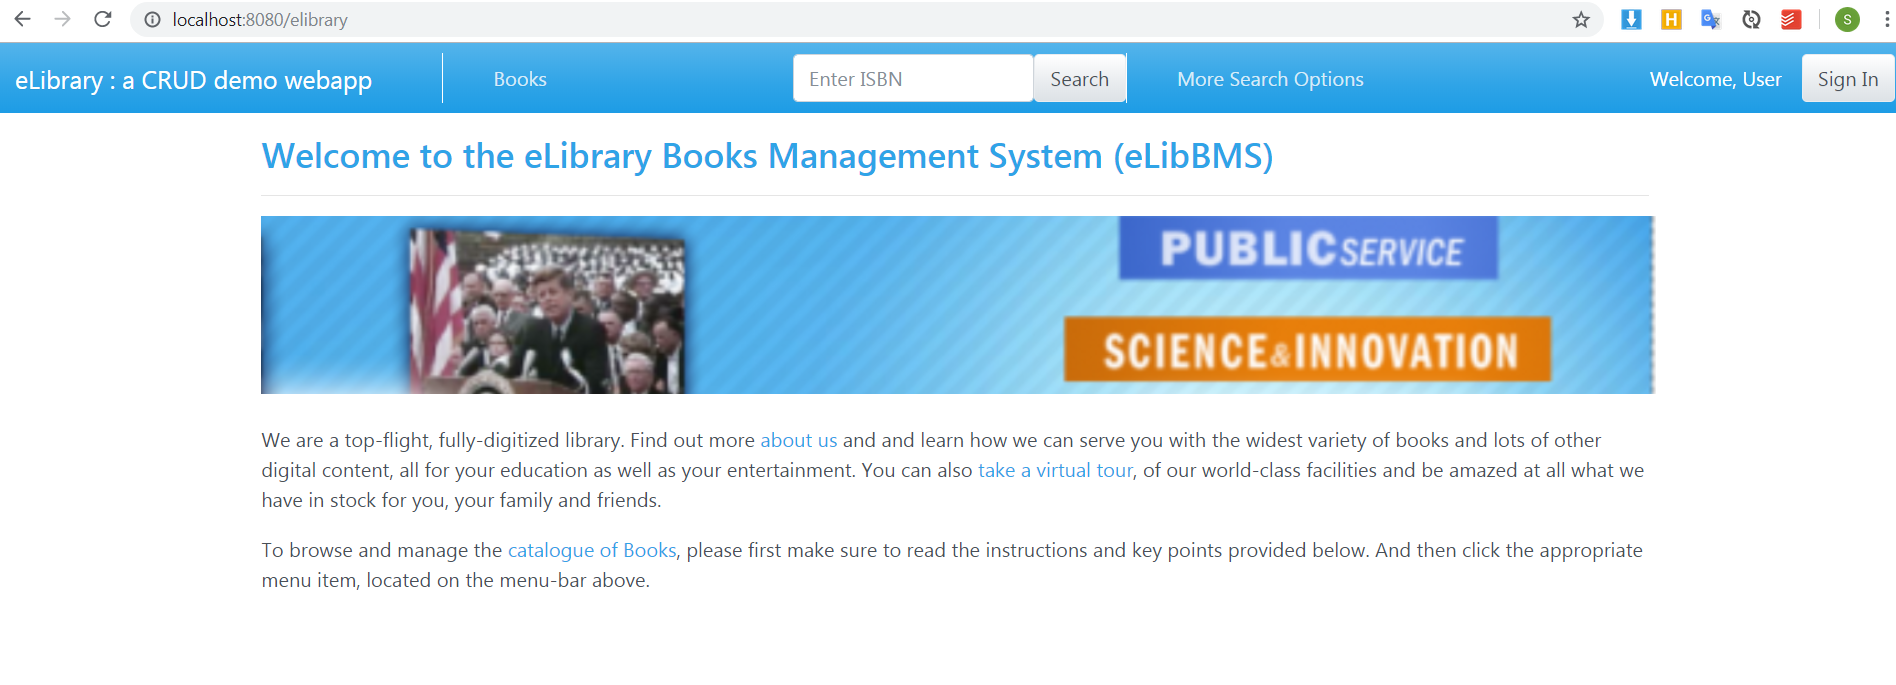 localhost:8080/elibrary
H
G
S
eLibrary : a CRUD demo webapp
Books
Enter ISBN
Search
More Search Options
Welcome, User
Sign In
Welcome to the eLibrary Books Management System (eLibBMS)
PUBLIC SERVICE
SCIENCE & INNOVATION
We are a top-flight, fully-digitized library. Find out more about us and and learn how we can serve you with the widest variety of books and lots of other
digital content, all for your education as well as your entertainment. You can also take a virtual tour, of our world-class facilities and be amazed at all what we
have in stock for you, your family and friends.
To browse and manage the catalogue of Books, please first make sure to read the instructions and key points provided below. And then click the appropriate
menu item, located on the menu-bar above.